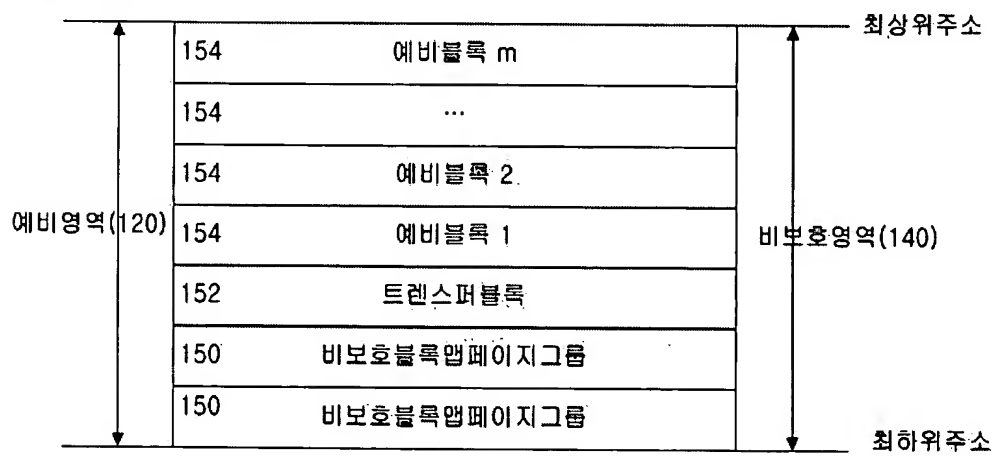 최상위주소
154 예비블록 m
154 ...
154 예비블록 2
예비영역(120)
154 예비블록 1
비보호영역(140)
152 트렌스퍼블록
150 비보호블록맵페이지그룹
150 비보호블록맵페이지그룹
최하위주소